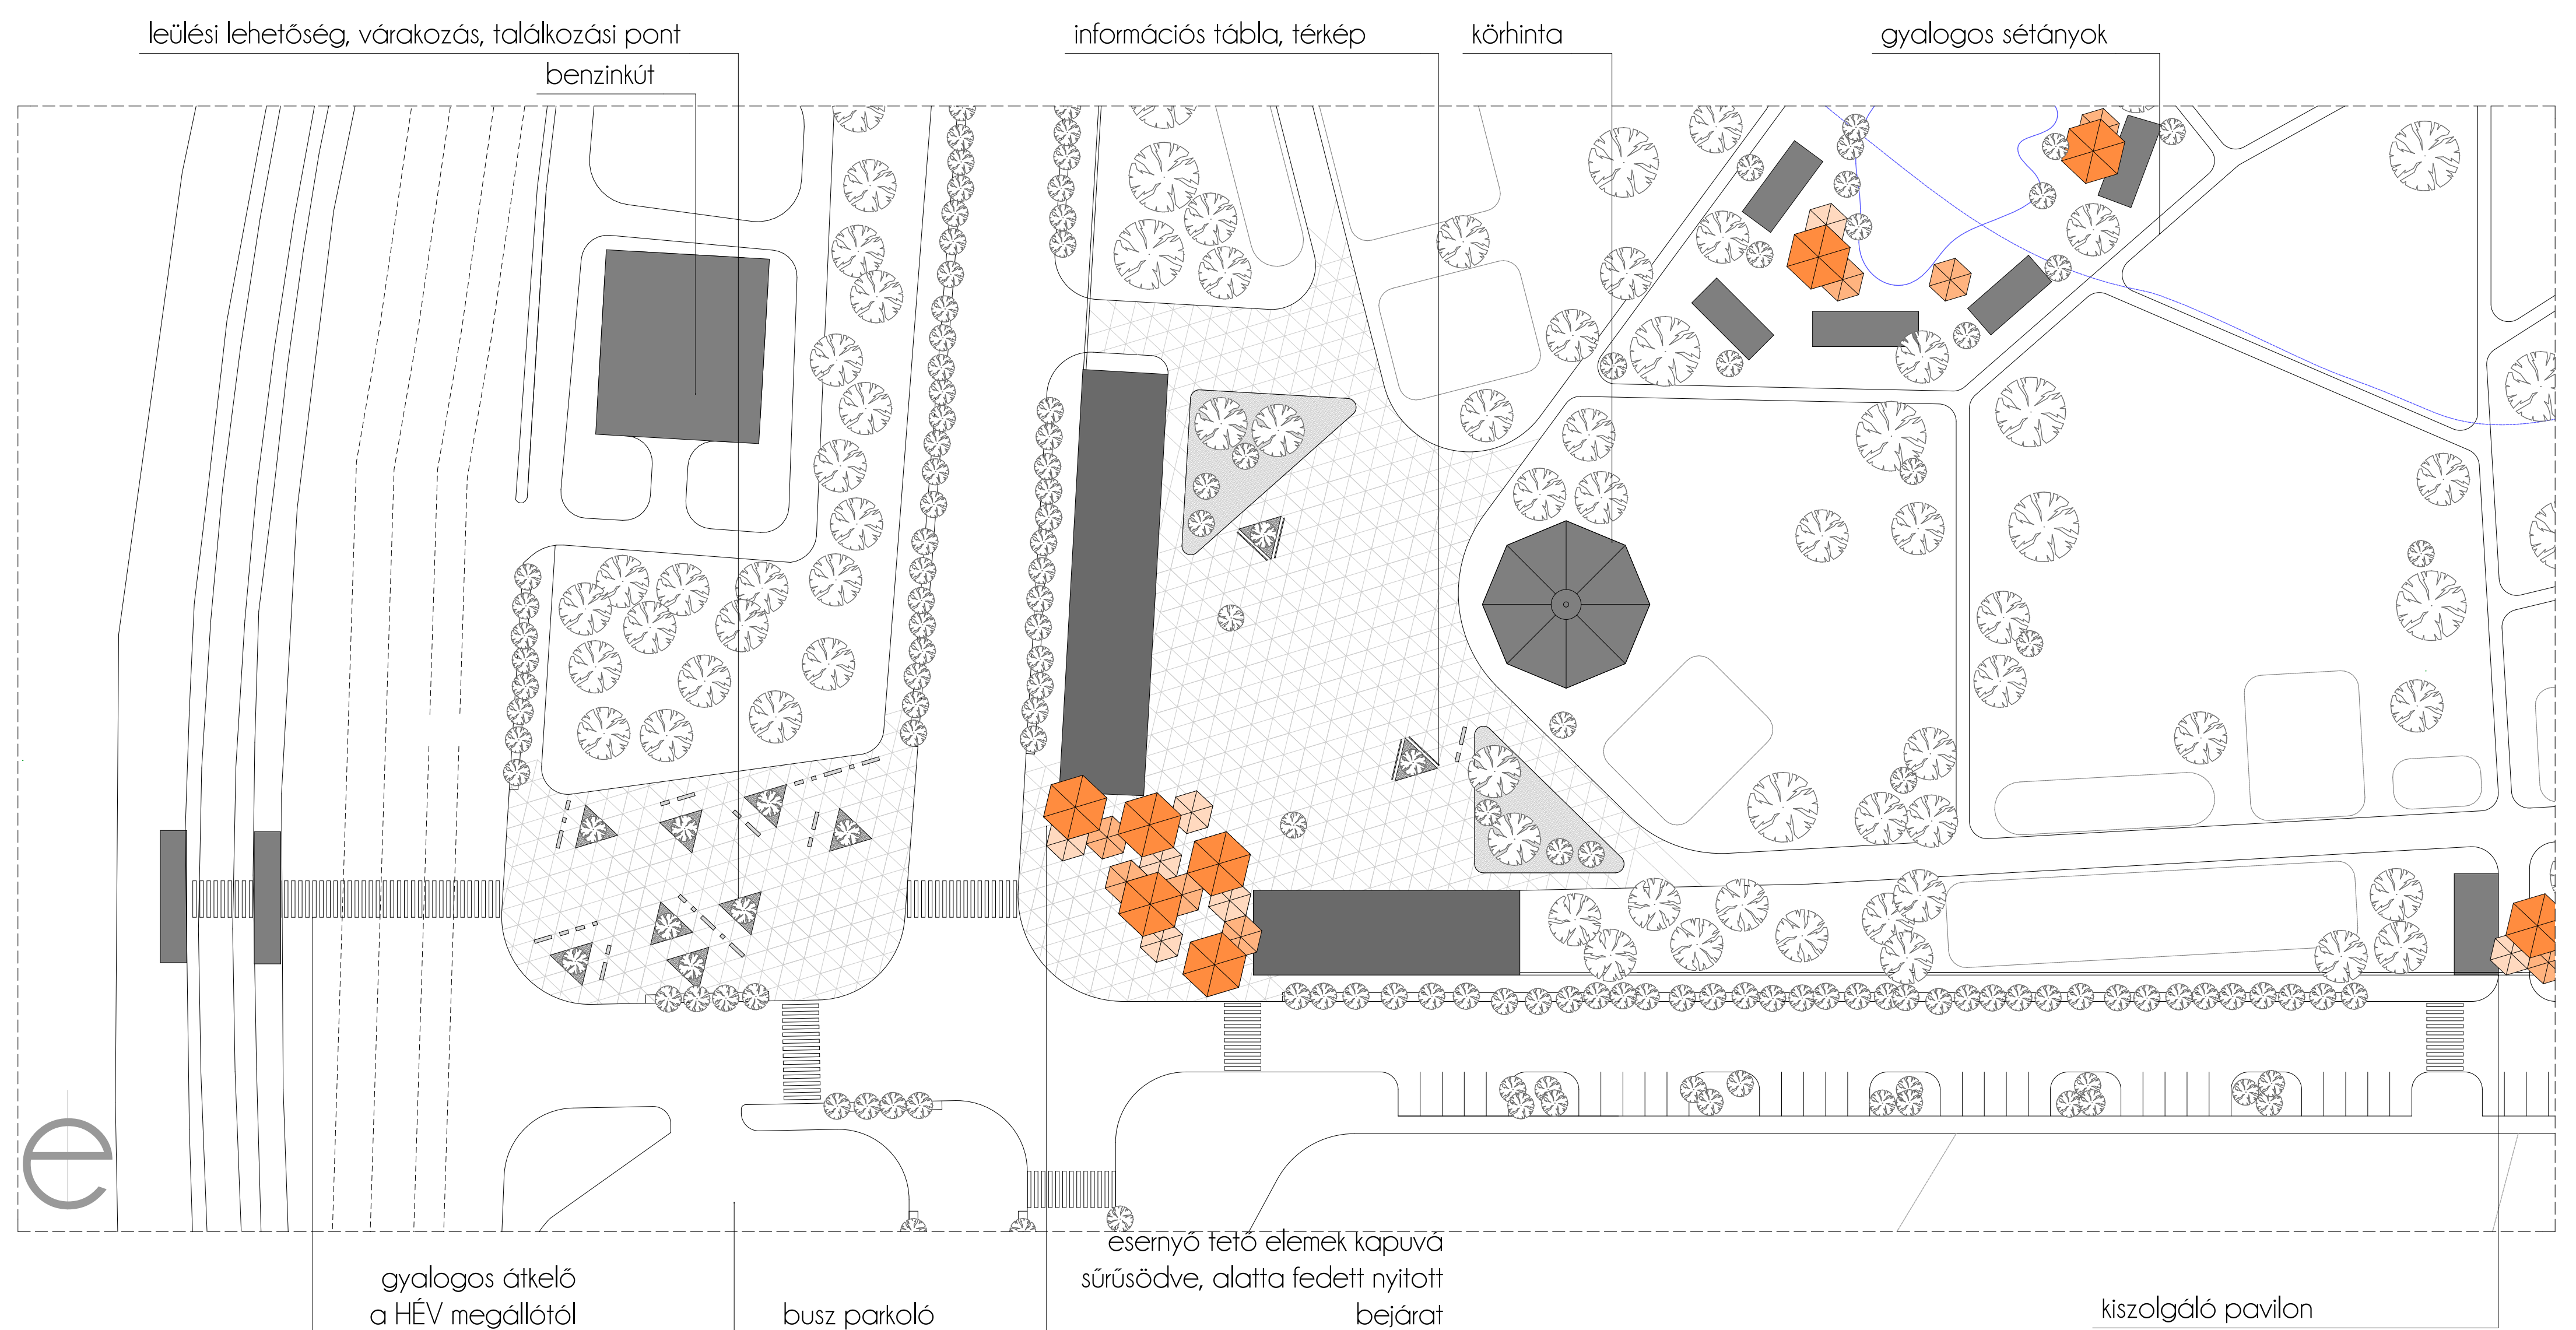 leülési lehetőség, várakozás, találkozási pont
benzinkút
információs tábla, térkép
körhinta
gyalogos sétányok
gyalogos átkelő
a HÉV megállótól
busz parkoló
esernyő tető elemek kapuvá
sűrűsödve, alatta fedett nyitott
bejárat
kiszolgáló pavilon